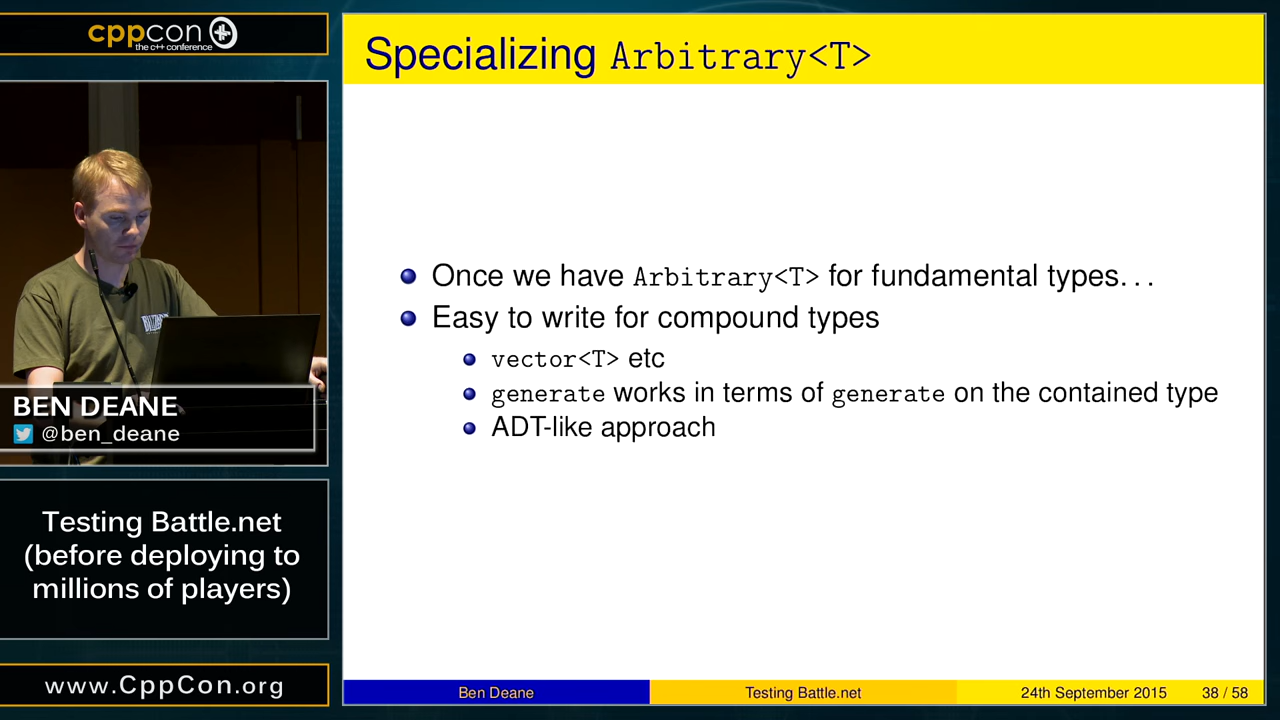 cppcon
the c++ conference
BLIZZARD
BEN DEANE
@ben_deane
Testing Battle.net
(before deploying to
millions of players)
www.CppCon.org
Specializing Arbitrary<T>
Once we have Arbitrary<T> for fundamental types...
Easy to write for compound types
vector<T> etc
generate works in terms of generate on the contained type
ADT-like approach
Ben Deane
Testing Battle.net
24th September 2015
38 / 58